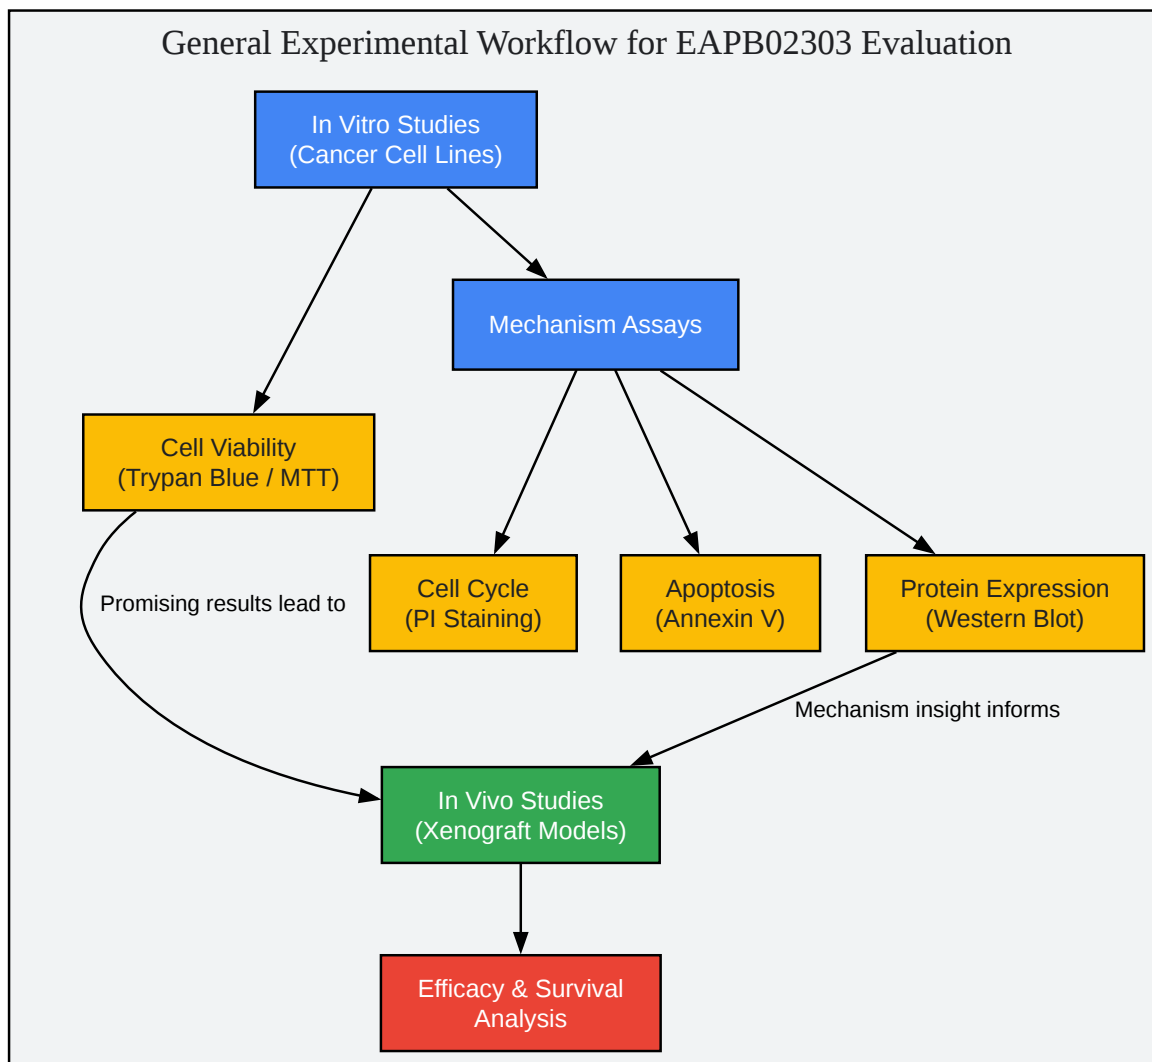 General Experimental Workflow for EAPB02303 Evaluation
In Vitro Studies
(Cancer Cell Lines)
Mechanism Assays
Cell Viability
(Trypan Blue / MTT)
Cell Cycle
(PI Staining)
Apoptosis
(Annexin V)
Protein Expression
(Western Blot)
Promising results lead to
Mechanism insight informs
In Vivo Studies
(Xenograft Models)
Efficacy & Survival
Analysis